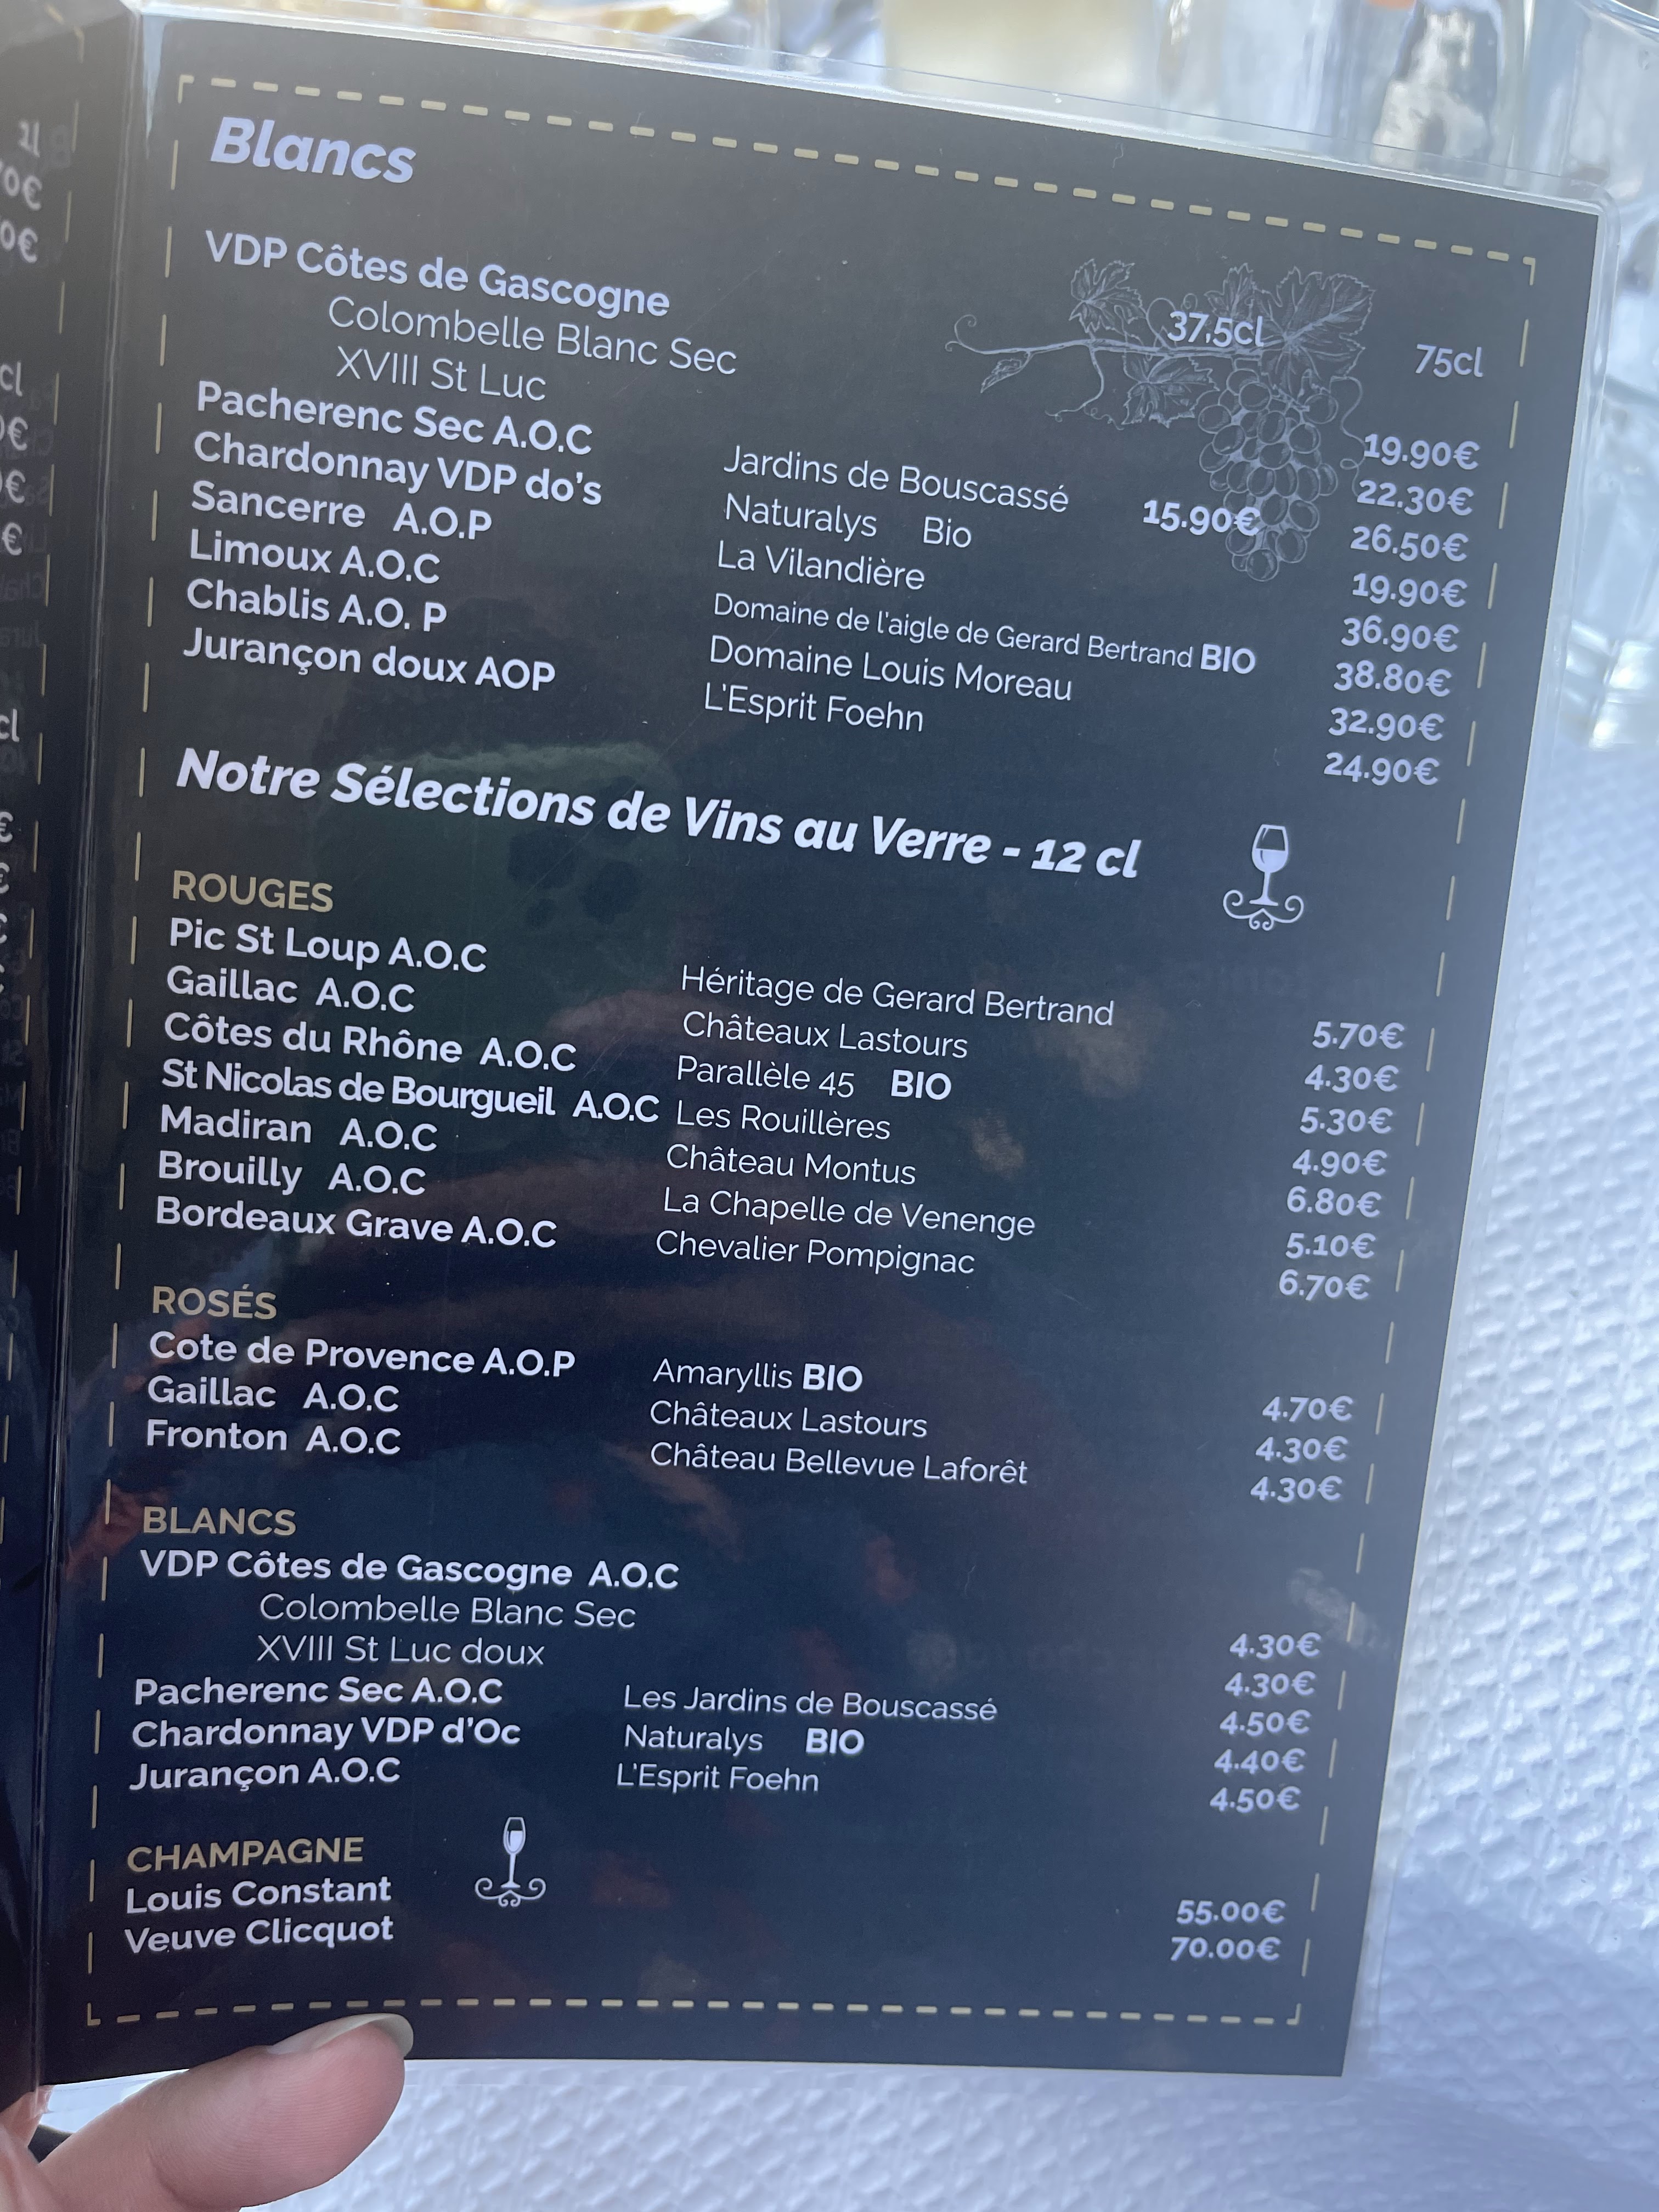 Blancs
37,5cl 75cl
VDP Côtes de Gascogne
Colombelle Blanc Sec 19.90€
XVIII St Luc 22.30€
Pacherenc Sec A.O.C Jardins de Bouscassé 15.90€ 26.50€
Chardonnay VDP do's Naturalys Bio 19.90€
Sancerre A.O.P La Vilandière 36.90€
Limoux A.O.C Domaine de l'aigle de Gerard Bertrand BIO 38.80€
Chablis A.O. P Domaine Louis Moreau 32.90€
Jurançon doux AOP L'Esprit Foehn 24.90€
Notre Sélections de Vins au Verre - 12 cl
ROUGES
Pic St Loup A.O.C Héritage de Gerard Bertrand 5.70€
Gaillac A.O.C Châteaux Lastours 4.30€
Côtes du Rhône A.O.C Parallèle 45 BIO 5.30€
St Nicolas de Bourgueil A.O.C Les Rouillères 4.90€
Madiran A.O.C Château Montus 6.80€
Brouilly A.O.C La Chapelle de Venenge 5.10€
Bordeaux Grave A.O.C Chevalier Pompignac 6.70€
ROSÉS
Cote de Provence A.O.P Amaryllis BIO 4.70€
Gaillac A.O.C Châteaux Lastours 4.30€
Fronton A.O.C Château Bellevue Laforêt 4.30€
BLANCS
VDP Côtes de Gascogne A.O.C
Colombelle Blanc Sec 4.30€
XVIII St Luc doux 4.30€
Pacherenc Sec A.O.C Les Jardins de Bouscassé 4.50€
Chardonnay VDP d'Oc Naturalys BIO 4.40€
Jurançon A.O.C L'Esprit Foehn 4.50€
CHAMPAGNE
Louis Constant 55.00€
Veuve Clicquot 70.00€